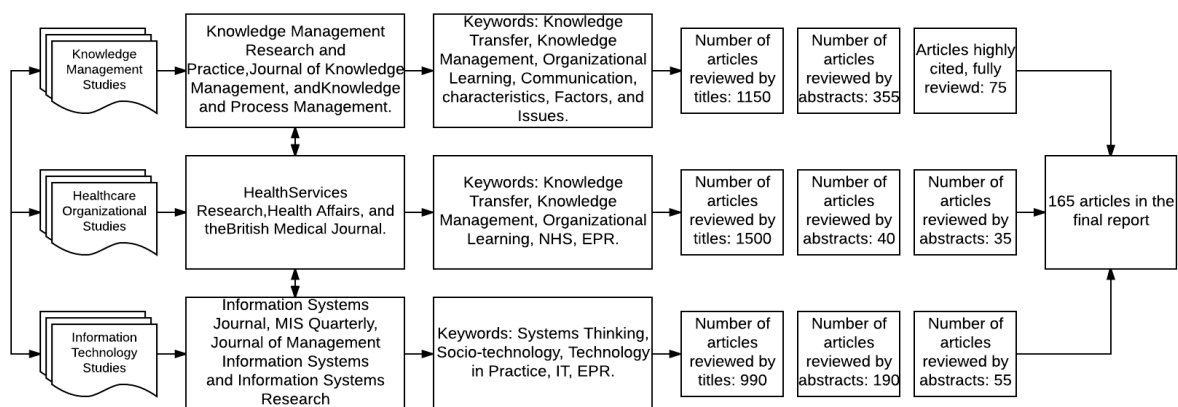 Knowledge
Management
Studies
Knowledge Management
Research and
Practice,Journal of Knowledge
Management, andKnowledge
and Process Management.
Keywords: Knowledge
Transfer, Knowledge
Management, Organizational
Learning, Communication,
characteristics, Factors, and
Issues.
Number of
articles
reviewed by
titles: 1150
Number of
articles
reviewed by
abstracts: 355
Articles highly
cited, fully
reviewd: 75
Healthcare
Organizational
Studies
HealthServices
Research,Health Affairs, and
theBritish Medical Journal.
Keywords: Knowledge
Transfer, Knowledge
Management, Organizational
Learning, NHS, EPR.
Number of
articles
reviewed by
titles: 1500
Number of
articles
reviewed by
abstracts: 40
Number of
articles
reviewed by
abstracts: 35
165 articles in the
final report
Information
Technology
Studies
Information Systems
Journal, MIS Quarterly,
Journal of Management
Information Systems
and Information Systems
Research
Keywords: Systems Thinking,
Socio-technology, Technology
in Practice, IT, EPR.
Number of
articles
reviewed by
titles: 990
Number of
articles
reviewed by
abstracts: 190
Number of
articles
reviewed by
abstracts: 55